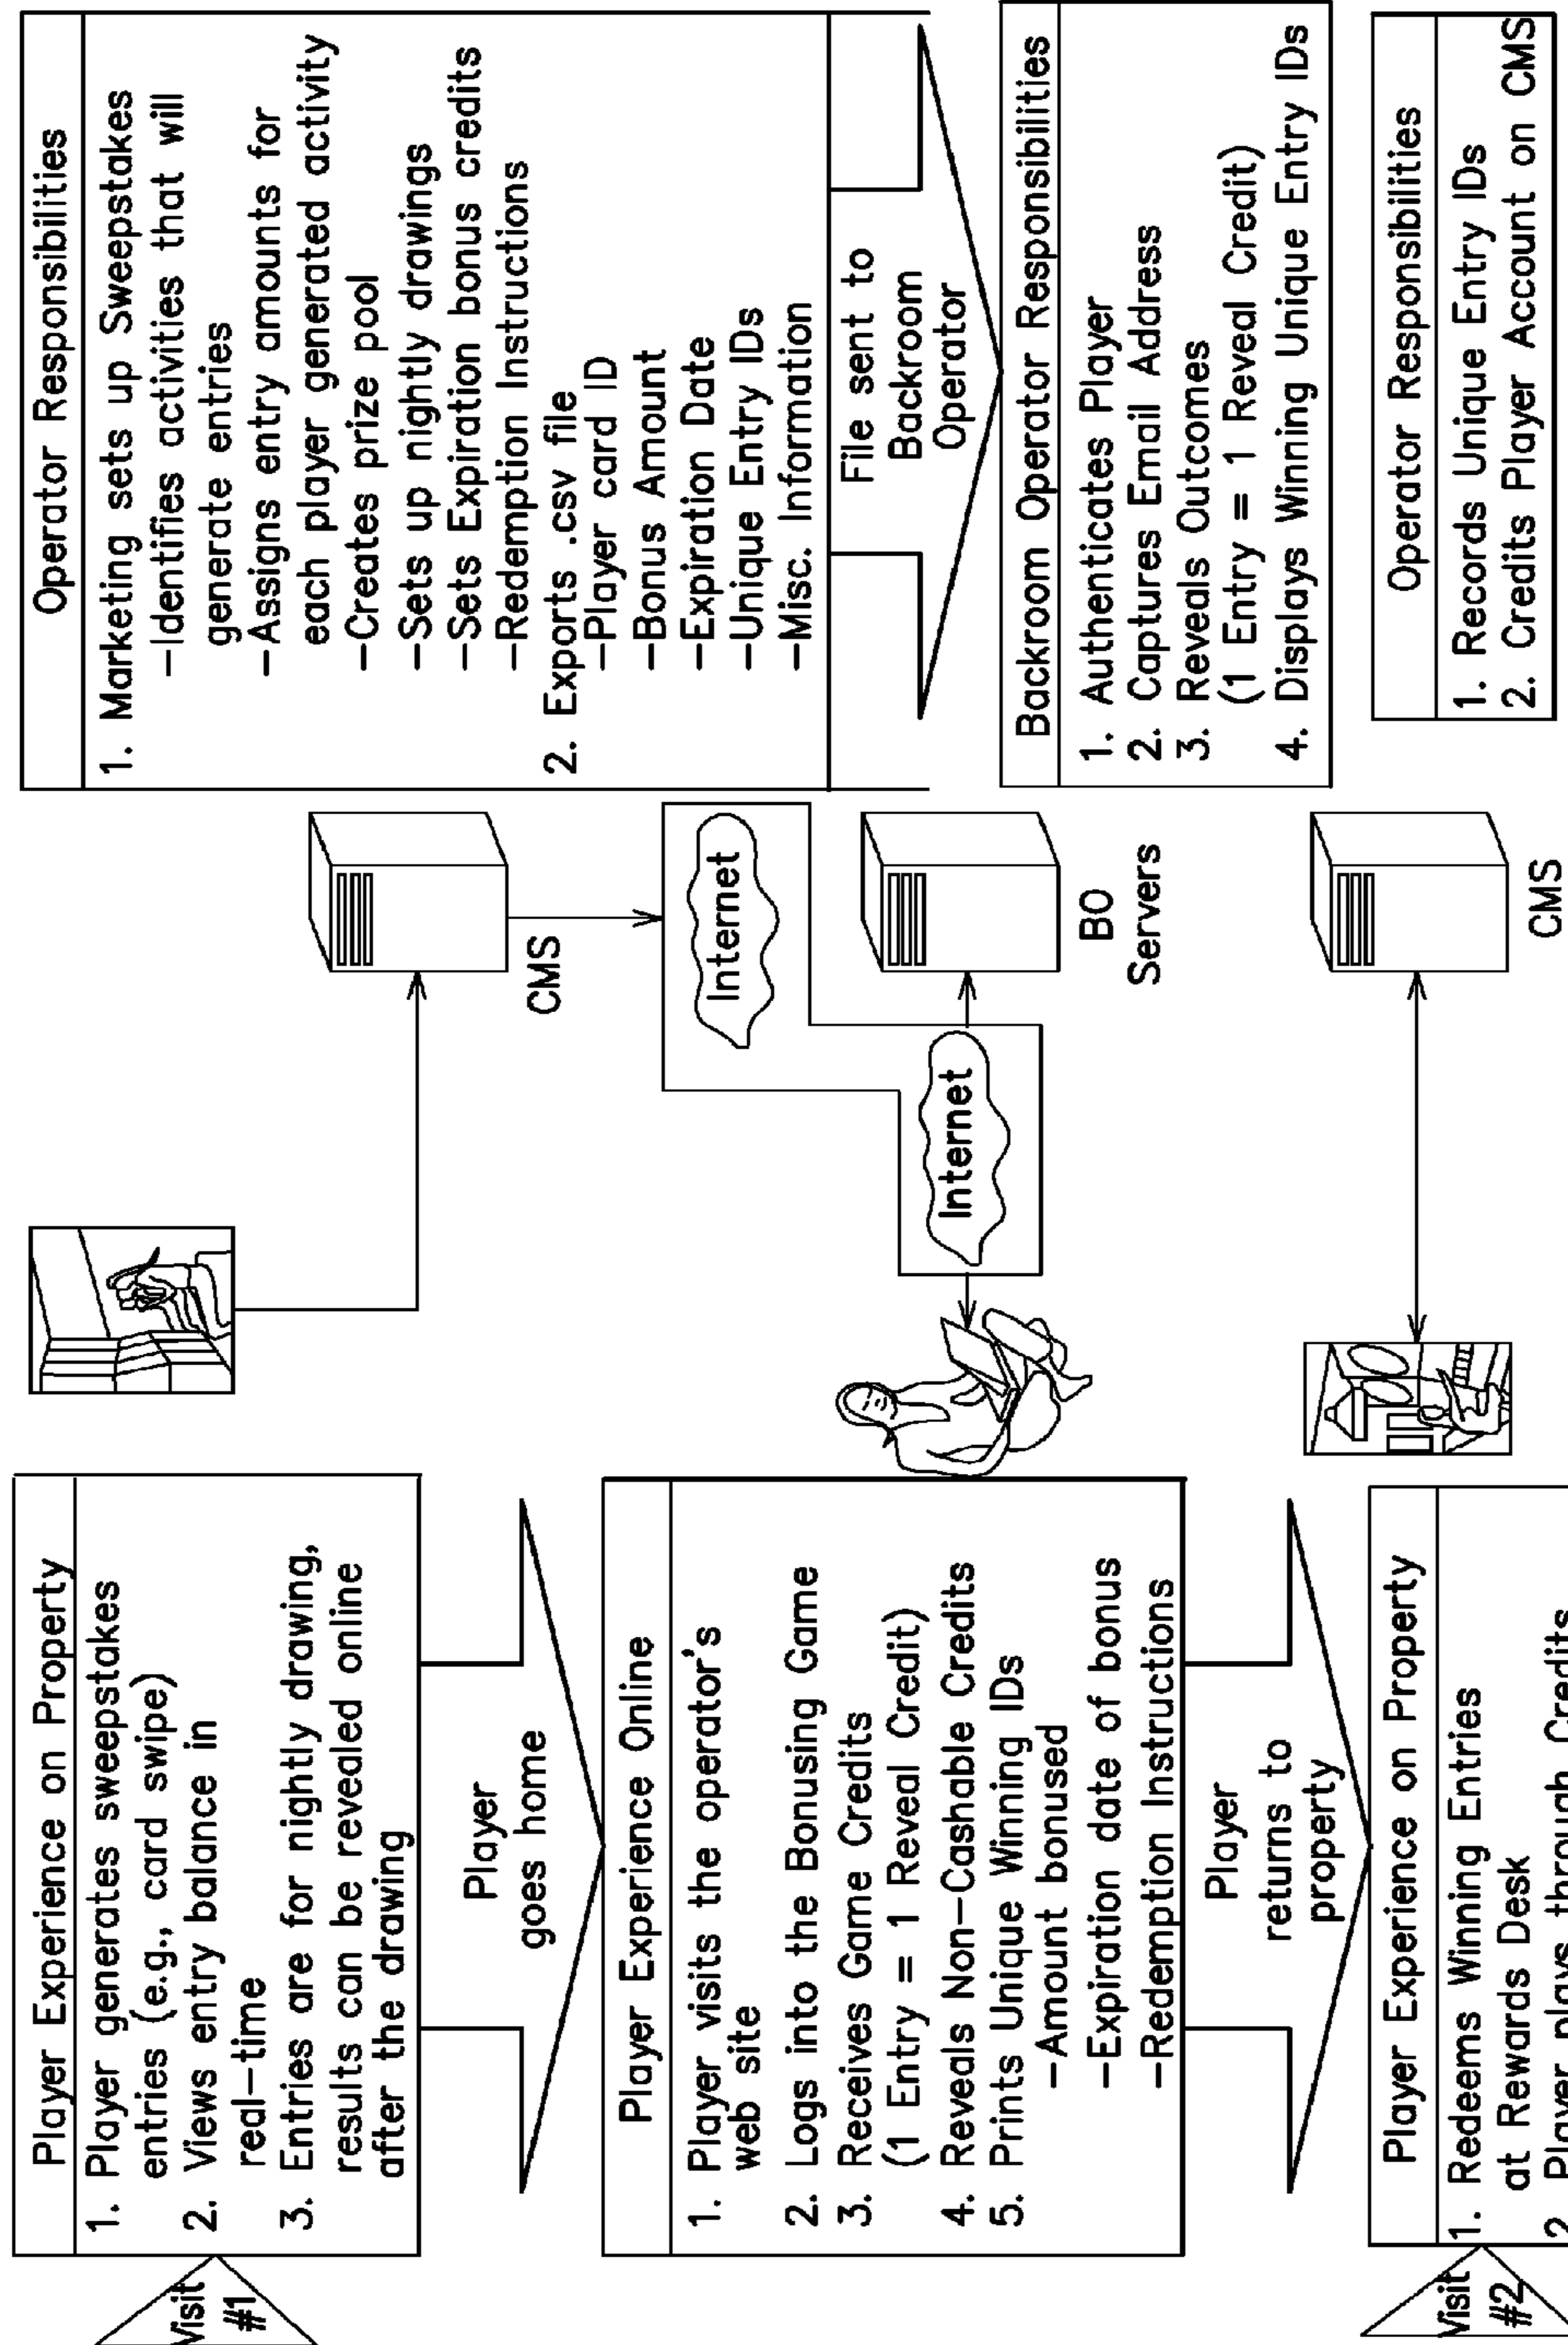 Visit
#1
Player Experience on Property
1. Player generates sweepstakes
entries (e.g., card swipe)
2. Views entry balance in
real-time
3. Entries are for nightly drawing,
results can be revealed online
after the drawing
Player
goes home
Player Experience Online
1. Player visits the operator's
web site
2. Logs into the Bonusing Game
3. Receives Game Credits
(1 Entry = 1 Reveal Credit)
4. Reveals Non-Cashable Credits
5. Prints Unique Winning IDs
-Amount bonused
-Expiration date of bonus
-Redemption Instructions
Player
returns to
property
Visit
#2
Player Experience on Property
1. Redeems Winning Entries
at Rewards Desk
2. Player plays through Credits
CMS
Internet
Internet
BO
Servers
CMS
Operator Responsibilities
1. Marketing sets up Sweepstakes
-Identifies activities that will
generate entries
-Assigns entry amounts for
each player generated activity
-Creates prize pool
-Sets up nightly drawings
-Sets Expiration bonus credits
-Redemption Instructions
2. Exports .csv file
-Player card ID
-Bonus Amount
-Expiration Date
-Unique Entry IDs
-Misc. Information
File sent to
Backroom
Operator
Backroom Operator Responsibilities
1. Authenticates Player
2. Captures Email Address
3. Reveals Outcomes
(1 Entry = 1 Reveal Credit)
4. Displays Winning Unique Entry IDs
Operator Responsibilities
1. Records Unique Entry IDs
2. Credits Player Account on CMS